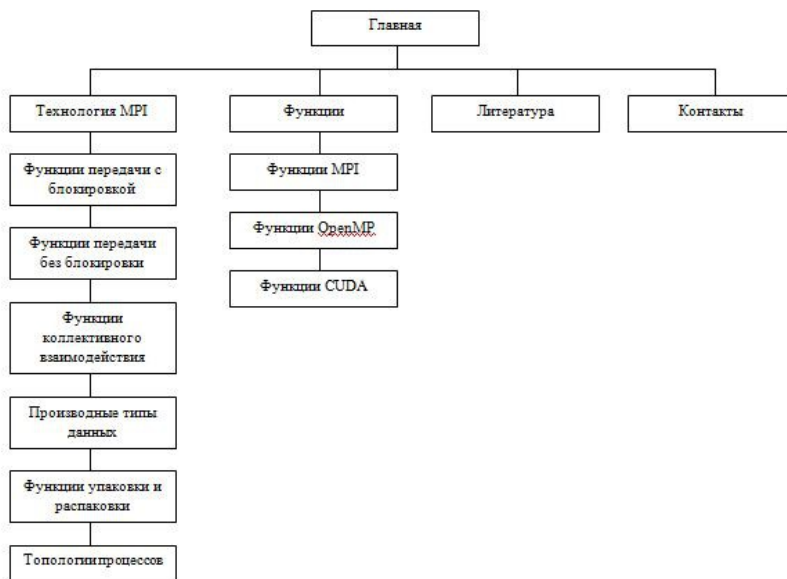 Главная
Технология MPI
Функции
Литература
Контакты
Функции передачи с
блокировкой
Функции передачи
без блокировки
Функции
коллективного
взаимодействия
Производные типы
данных
Функции упаковки и
распаковки
Топологиипроцессов
Функции MPI
Функции OpenMP
Функции CUDA